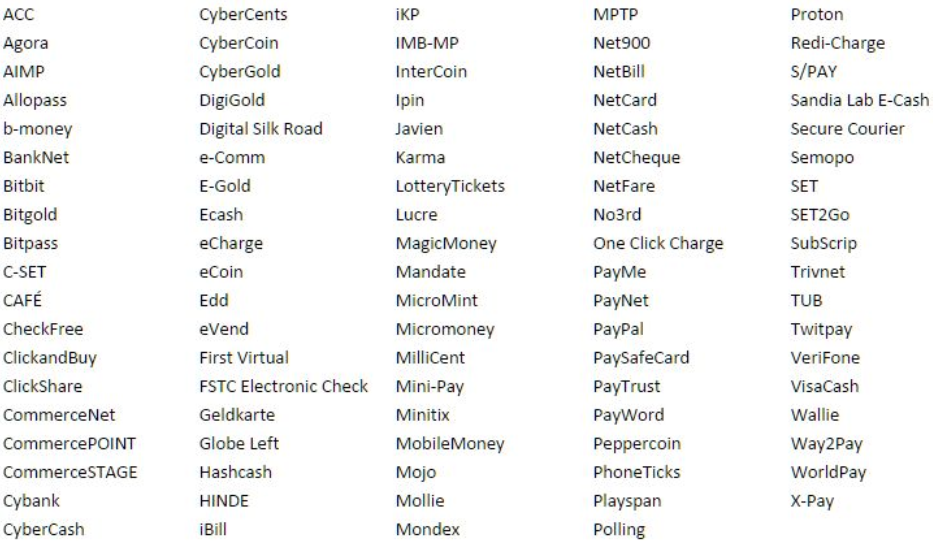 ACC CyberCents iKP MPTP Proton
Agora CyberCoin IMB-MP Net900 Redi-Charge
AIMP CyberGold InterCoin NetBill S/PAY
Allopass DigiGold Ipin NetCard Sandia Lab E-Cash
b-money Digital Silk Road Javien NetCash Secure Courier
BankNet e-Comm Karma NetCheque Semopo
Bitbit E-Gold LotteryTickets NetFare SET
Bitgold Ecash Lucre No3rd SET2Go
Bitpass eCharge MagicMoney One Click Charge SubScrip
C-SET eCoin Mandate PayMe Trivnet
CAFÉ Edd MicroMint PayNet TUB
CheckFree eVend Micromoney PayPal Twitpay
ClickandBuy First Virtual MilliCent PaySafeCard VeriFone
ClickShare FSTC Electronic Check Mini-Pay PayTrust VisaCash
CommerceNet Geldkarte Minitix PayWord Wallie
CommercePOINT Globe Left MobileMoney Peppercoin Way2Pay
CommerceSTAGE Hashcash Mojo PhoneTicks WorldPay
Cybank HINDE Mollie Playspan X-Pay
CyberCash iBill Mondex Polling